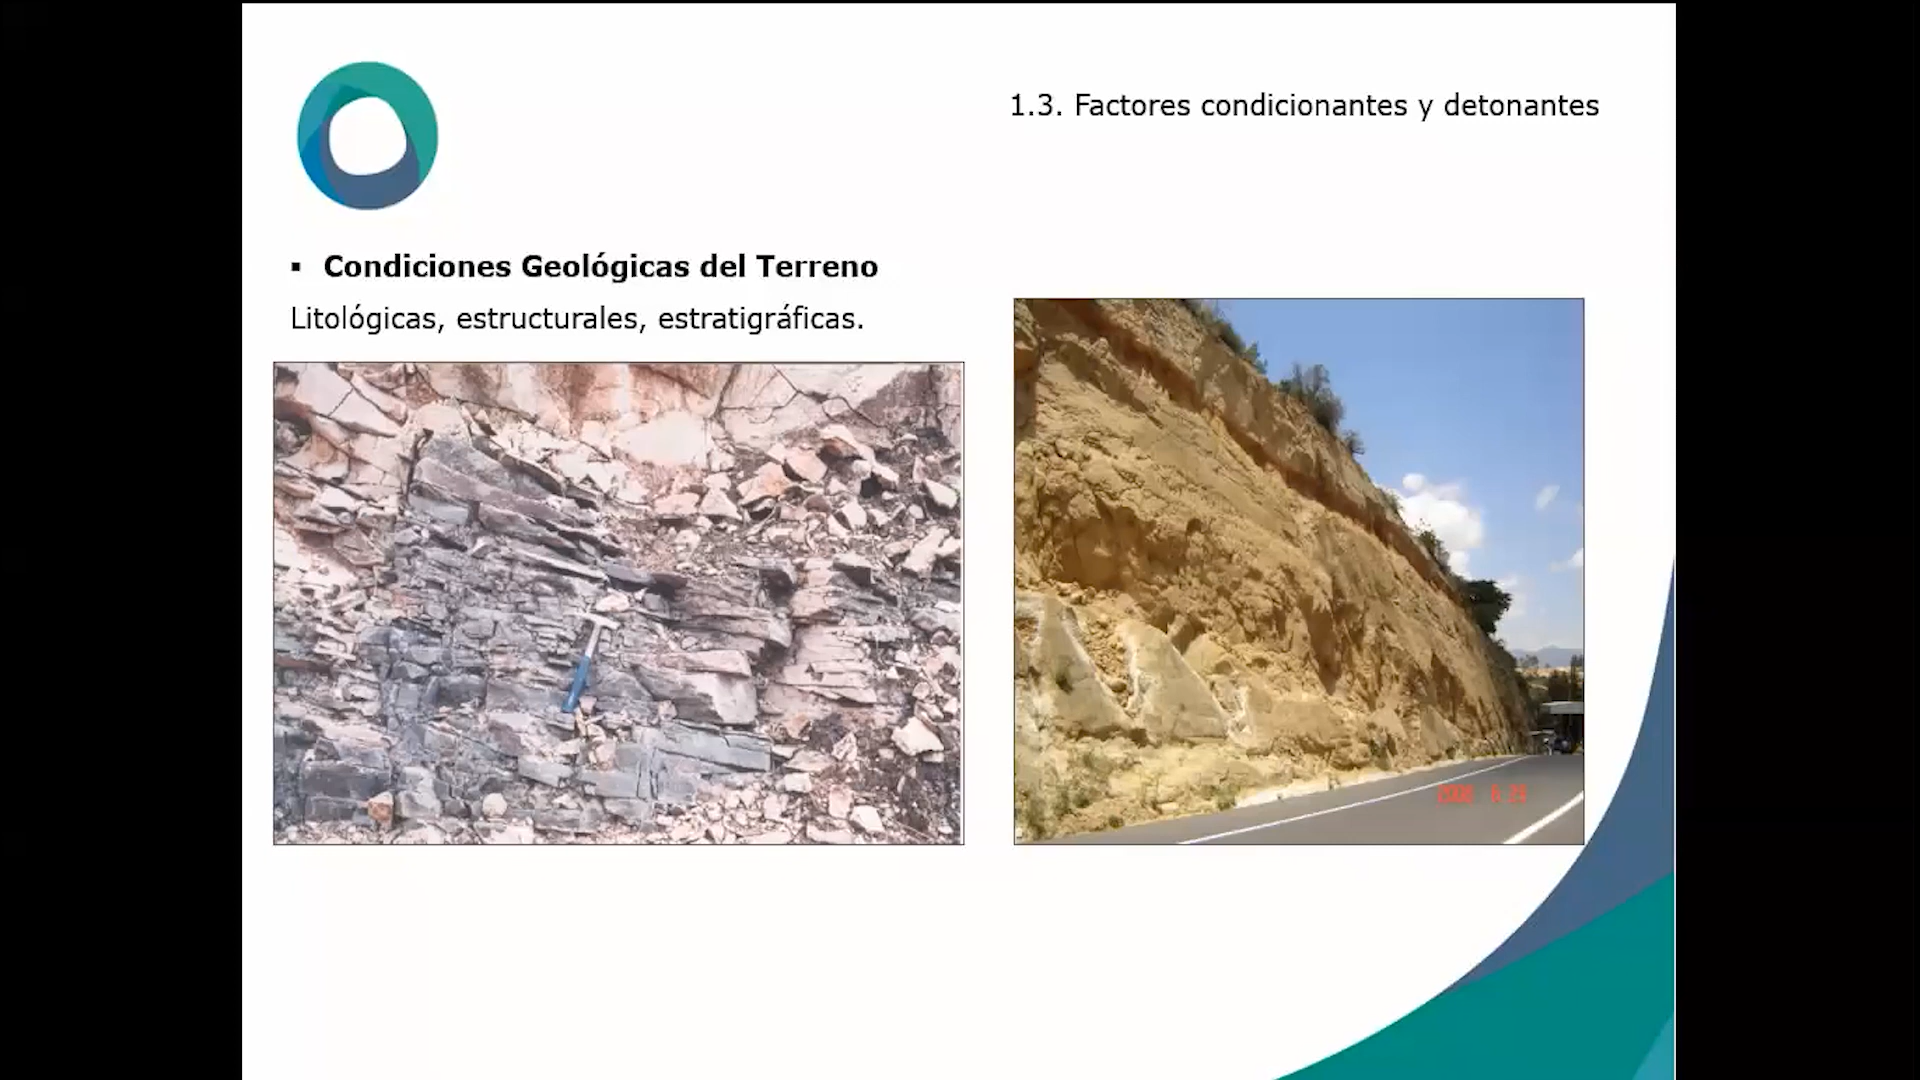 1.3. Factores condicionantes y detonantes
▪ Condiciones Geológicas del Terreno
Litológicas, estructurales, estratigráficas.